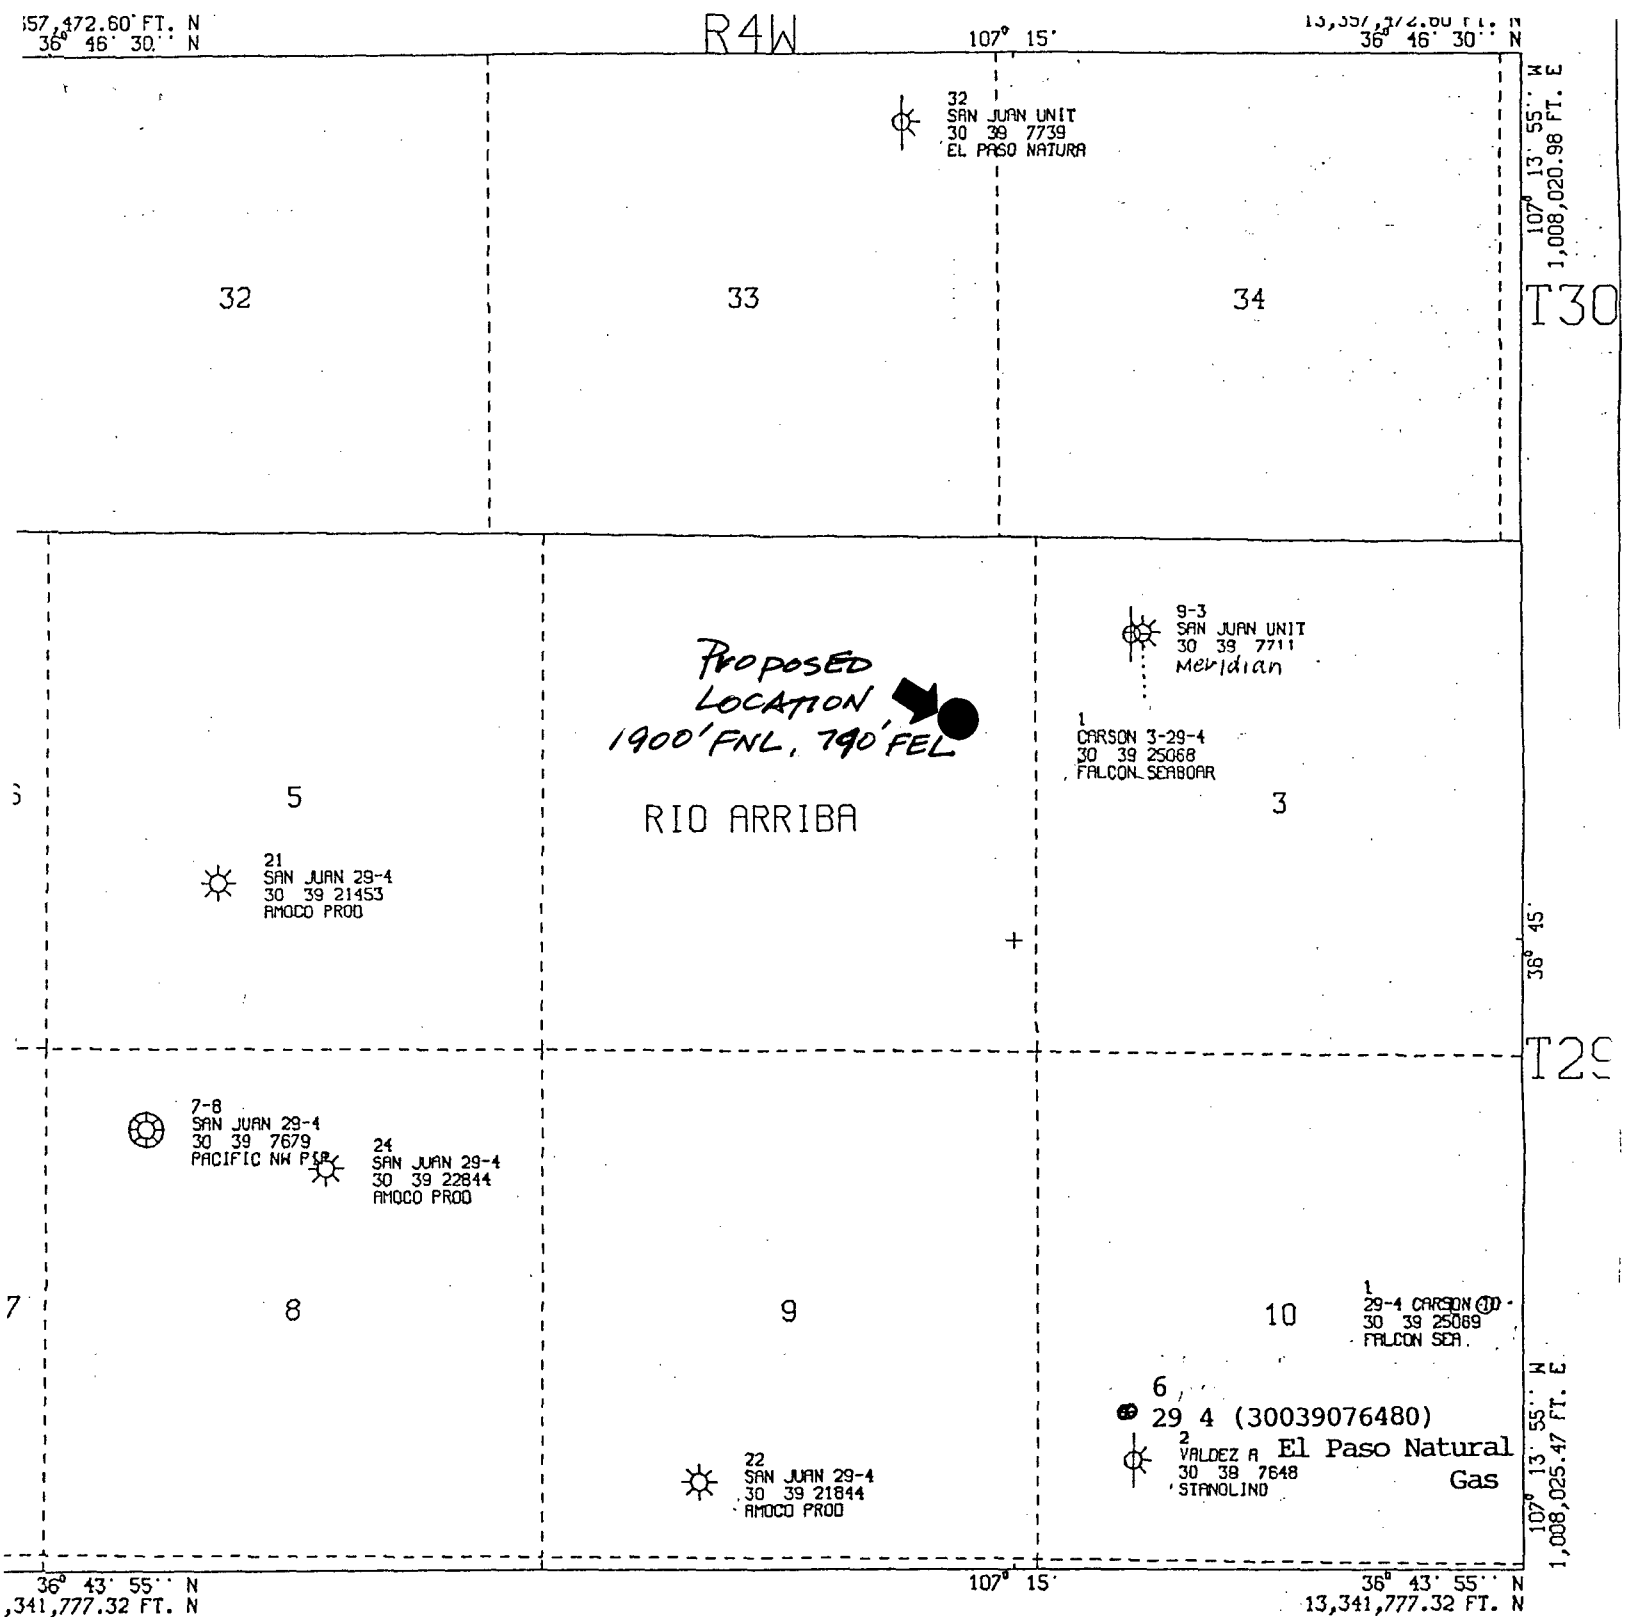 57,472.60 FT. N
36° 46' 30'' N
R4W
107° 15'
13,357,472.60 FT. N
36° 46' 30'' N
107° 13' 55'' W
1,008,020.98 FT. E
32
SAN JUAN UNIT
30 39 7739
EL PASO NATURA
32
33
34
T30
9-3
SAN JUAN UNIT
30 39 7711
Meridian
PROPOSED
LOCATION
1900' FNL, 790' FEL
1
CARSON 3-29-4
30 39 25068
FALCON SEABOAR
5
RIO ARRIBA
3
21
SAN JUAN 29-4
30 39 21453
AMOCO PROD
36° 45'
T29
7-8
SAN JUAN 29-4
30 39 7679
PACIFIC NW PIP
24
SAN JUAN 29-4
30 39 22844
AMOCO PROD
7
8
9
10
1
29-4 CARSON 10
30 39 25069
FALCON SEA
6
29 4 (30039076480)
El Paso Natural
Gas
2
VALDEZ A
30 39 7648
STANOLIND
22
SAN JUAN 29-4
30 39 21844
AMOCO PROD
107° 13' 55'' W
1,008,025.47 FT. E
36° 43' 55'' N
,341,777.32 FT. N
107° 15'
36° 43' 55'' N
13,341,777.32 FT. N